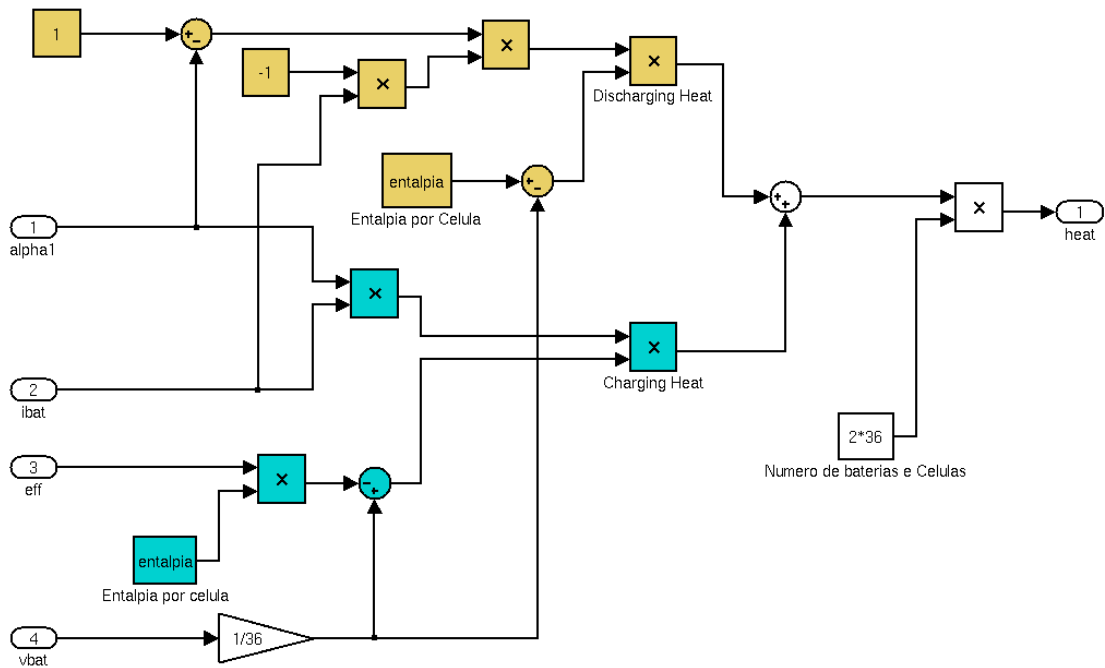 1
+
-
×
-1
×
×
Discharging Heat
entalpia
+
-
Entalpia por Celula
+
+
×
1
heat
1
alpha1
×
×
Charging Heat
2
ibat
2*36
Numero de baterias e Celulas
3
eff
×
-
+
entalpia
Entalpia por celula
4
vbat
1/36